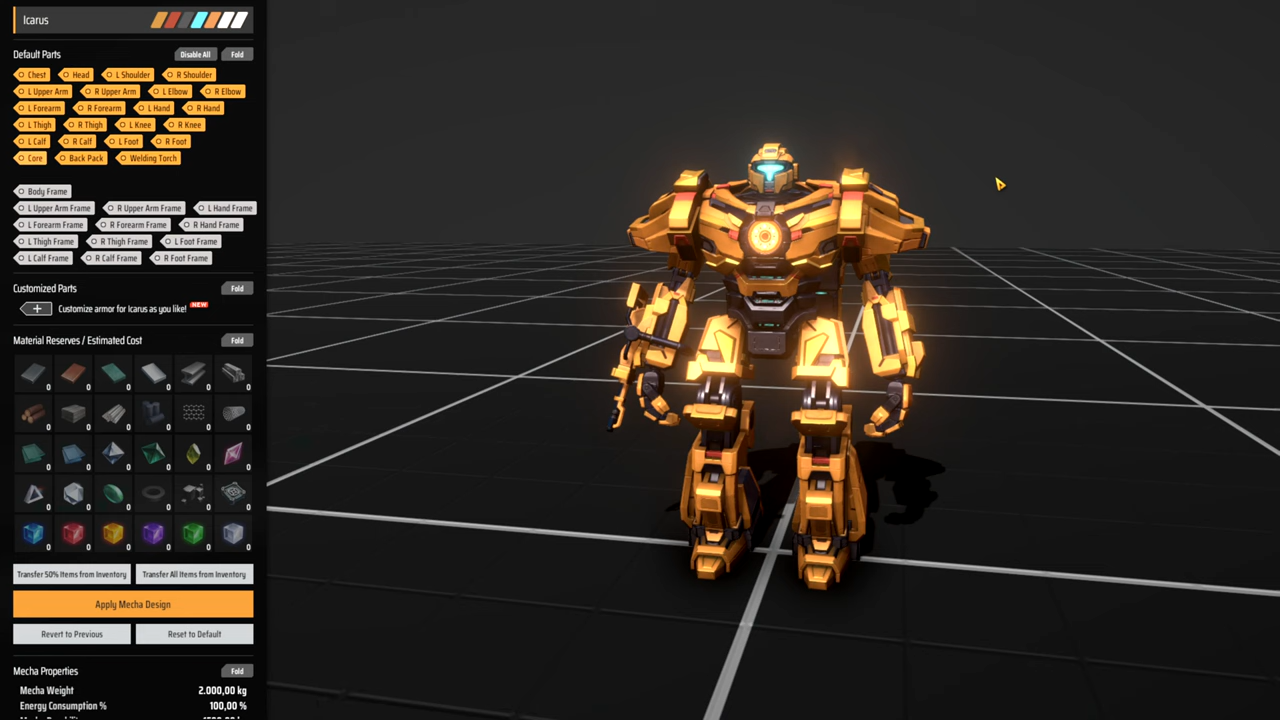 Icarus
Default Parts Disable All Fold
Chest Head L Shoulder R Shoulder
L Upper Arm R Upper Arm L Elbow R Elbow
L Forearm R Forearm L Hand R Hand
L Thigh R Thigh L Knee R Knee
L Calf R Calf L Foot R Foot
Core Back Pack Welding Torch
Body Frame
L Upper Arm Frame R Upper Arm Frame L Hand Frame
L Forearm Frame R Forearm Frame R Hand Frame
L Thigh Frame R Thigh Frame L Foot Frame
L Calf Frame R Calf Frame R Foot Frame
Customized Parts Fold
Customize armor for Icarus as you like! NEW
Material Reserves / Estimated Cost Fold
0 0 0 0 0 0
0 0 0 0 0 0
0 0 0 0 0 0
0 0 0 0 0 0
0 0 0 0 0 0
Transfer 50% Items from Inventory Transfer All Items from Inventory
Apply Mecha Design
Revert to Previous Reset to Default
Mecha Properties Fold
Mecha Weight 2.000,00 kg
Energy Consumption % 100,00 %